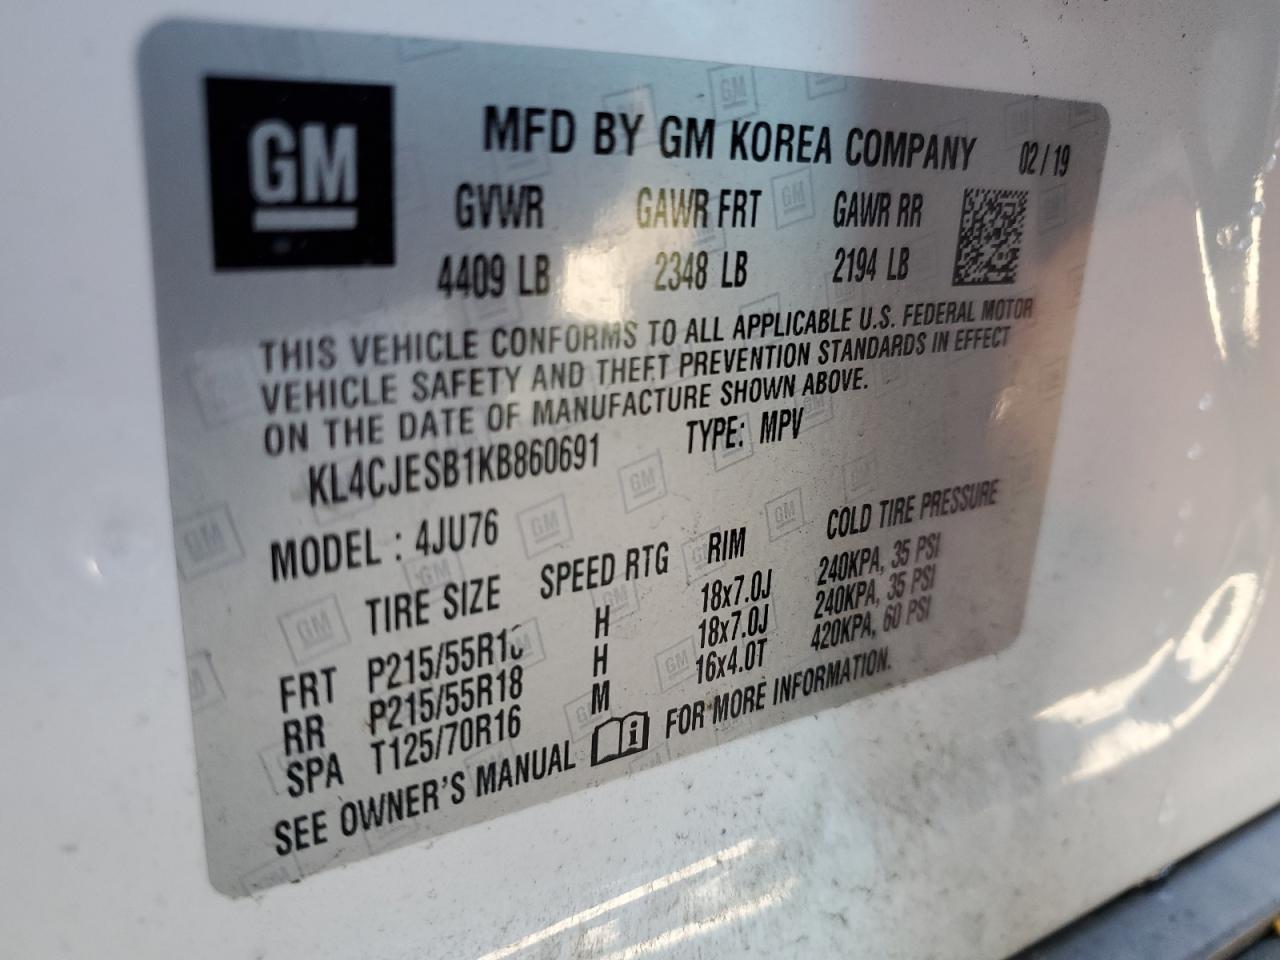 GM
MFD BY GM KOREA COMPANY 02/19
GVWR GAWR FRT GAWR RR
4409 LB 2348 LB 2194 LB
THIS VEHICLE CONFORMS TO ALL APPLICABLE U.S. FEDERAL MOTOR
VEHICLE SAFETY AND THEFT PREVENTION STANDARDS IN EFFECT
ON THE DATE OF MANUFACTURE SHOWN ABOVE.
KL4CJESB1KB860691 TYPE: MPV
MODEL : 4JU76
TIRE SIZE SPEED RTG RIM COLD TIRE PRESSURE
FRT H 18x7.0J 240KPA, 35 PSI
RR P215/55R18 H 18x7.0J 240KPA, 35 PSI
SPA T125/70R16 M 16x4.0T 420KPA, 60 PSI
SEE OWNER'S MANUAL i FOR MORE INFORMATION.